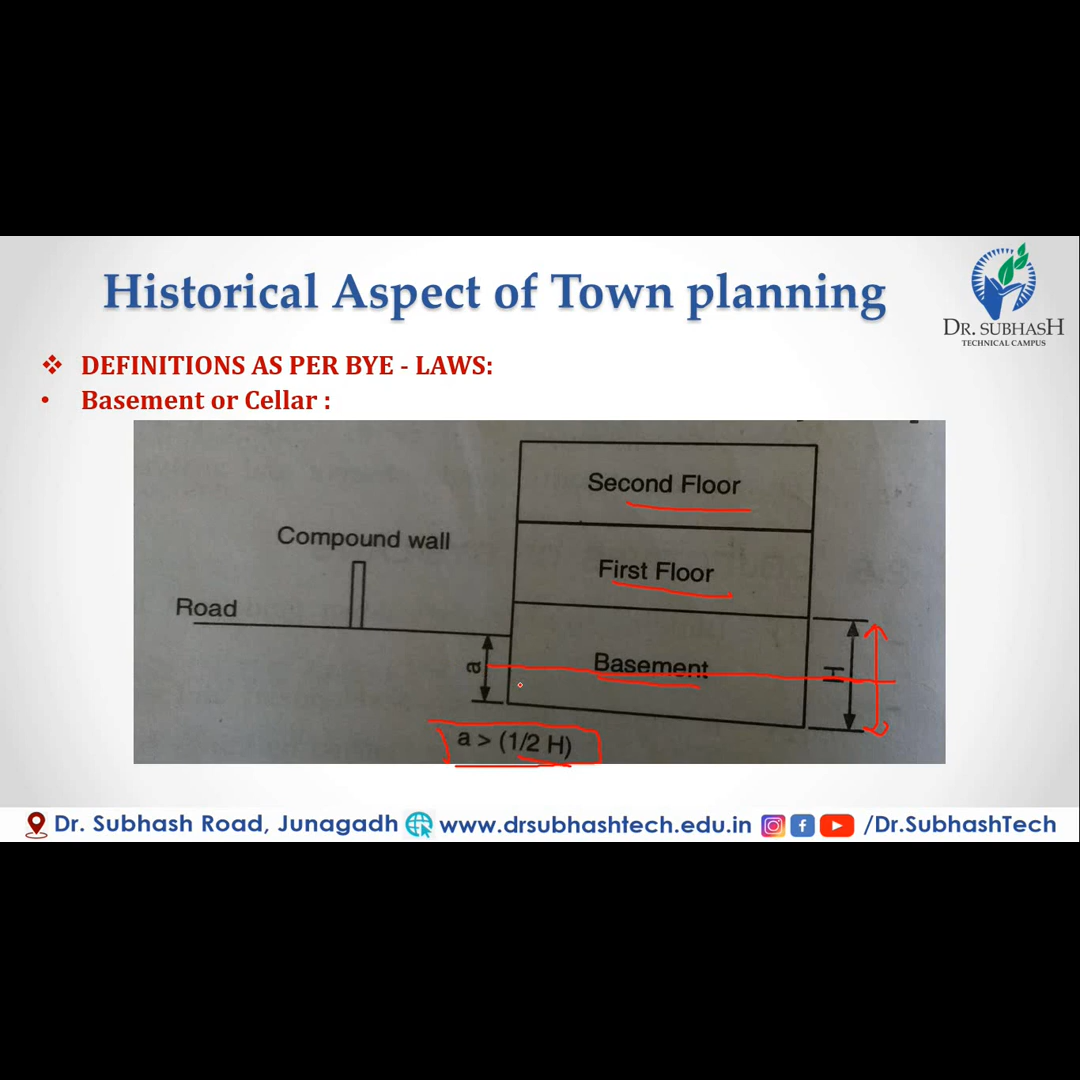 Historical Aspect of Town planning
DR. SUBHASH
TECHNICAL CAMPUS
❖ DEFINITIONS AS PER BYE - LAWS:
• Basement or Cellar :
Second Floor
Compound wall
First Floor
Road
Basement
a
H
a > (1/2 H)
Dr. Subhash Road, Junagadh www.drsubhashtech.edu.in /Dr.SubhashTech